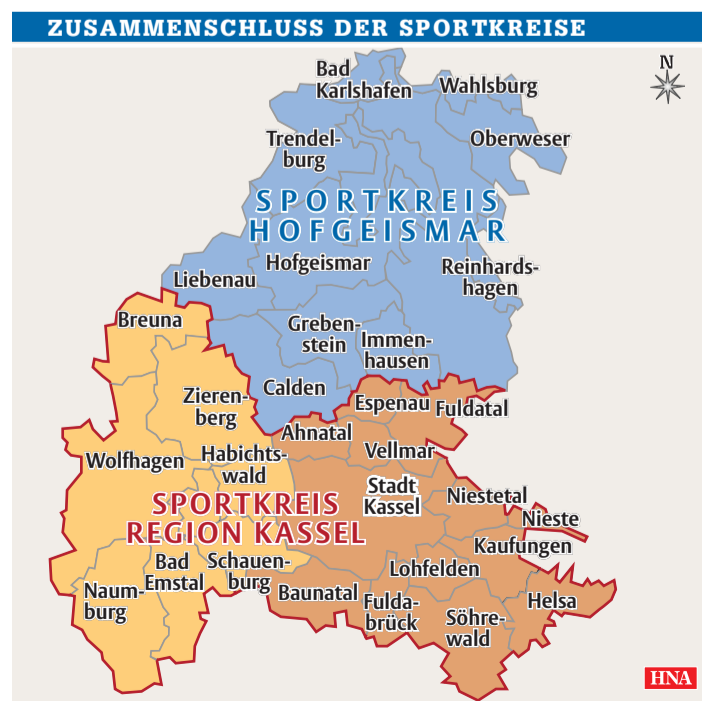 ZUSAMMENSCHLUSS DER SPORTKREISE
N
Bad
Karlshafen
Wahlsburg
Trendel-
burg
Oberweser
SPORTKREIS
HOFGEISMAR
Hofgeismar
Liebenau
Reinhards-
hagen
Breuna
Greben-
stein
Immen-
hausen
Calden
Zieren-
berg
Espenau
Fuldatal
Ahnatal
Vellmar
Wolfhagen
Habichts-
wald
Stadt
Kassel
Niestetal
SPORTKREIS
REGION KASSEL
Nieste
Kaufungen
Bad
Emstal
Schauen-
burg
Lohfelden
Naum-
burg
Baunatal
Fulda-
brück
Söhre-
wald
Helsa
HNA